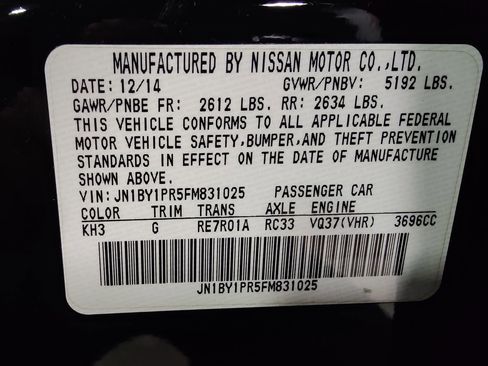 MANUFACTURED BY NISSAN MOTOR CO.,LTD.
DATE: 12/14 GVWR/PNBV: 5192 LBS.
GAWR/PNBE FR: 2612 LBS. RR: 2634 LBS.
THIS VEHICLE CONFORMS TO ALL APPLICABLE FEDERAL
MOTOR VEHICLE SAFETY,BUMPER,AND THEFT PREVENTION
STANDARDS IN EFFECT ON THE DATE OF MANUFACTURE
SHOWN ABOVE.
VIN: JN1BY1PR5FM831025 PASSENGER CAR
COLOR TRIM TRANS AXLE ENGINE
KH3 G RE7R01A RC33 VQ37(VHR) 3696CC
JN1BY1PR5FM831025